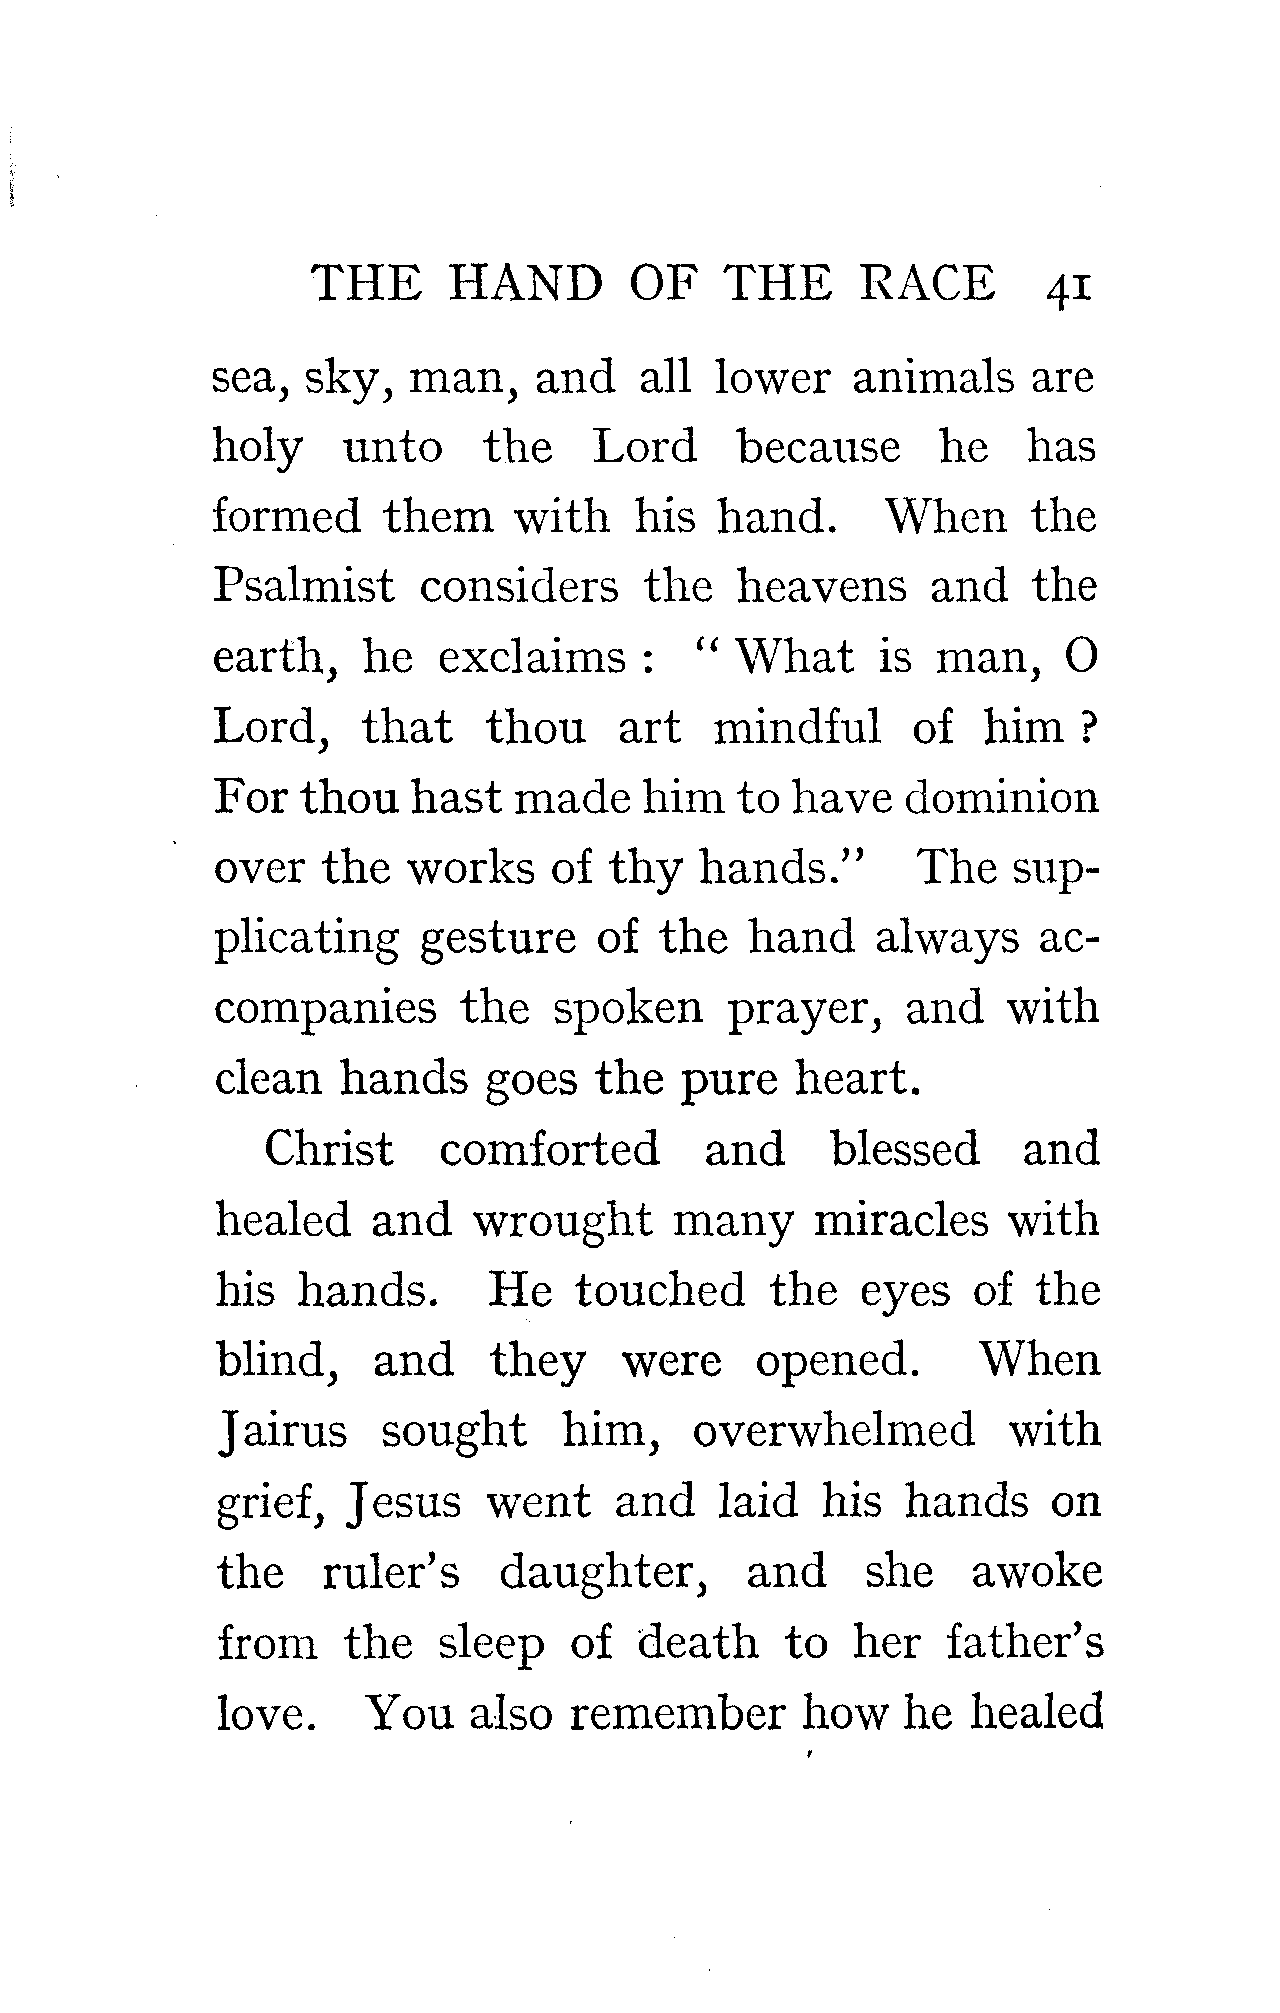 THE HAND OF THE RACE 41
sea, sky, man, and all lower animals are
holy unto the Lord because he has
formed them with his hand. When the
Psalmist considers the heavens and the
earth, he exclaims : “ What is man, O
Lord, that thou art mindful of him ?
For thou hast made him to have dominion
over the works of thy hands.” The sup-
plicating gesture of the hand always ac-
companies the spoken prayer, and with
clean hands goes the pure heart.
Christ comforted and blessed and
healed and wrought many miracles with
his hands. He touched the eyes of the
blind, and they were opened. When
Jairus sought him, overwhelmed with
grief, Jesus went and laid his hands on
the ruler’s daughter, and she awoke
from the sleep of death to her father’s
love. You also remember how he healed